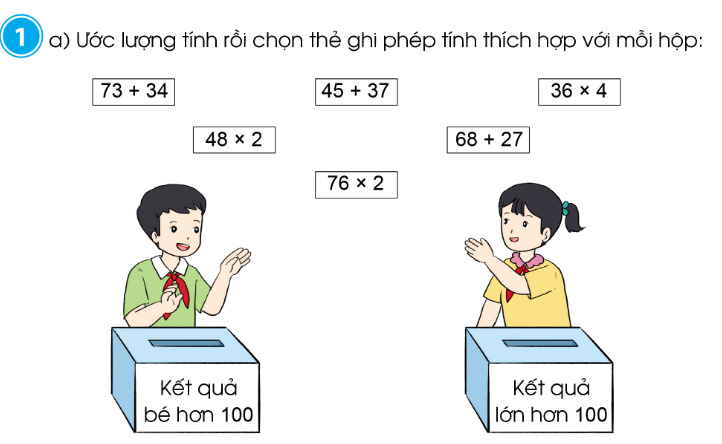 1 a) Ước lượng tính rồi chọn thẻ ghi phép tính thích hợp với mỗi hộp:
73 + 34 45 + 37 36 × 4
48 × 2 68 + 27
76 × 2
Kết quả
bé hơn 100
Kết quả
lớn hơn 100